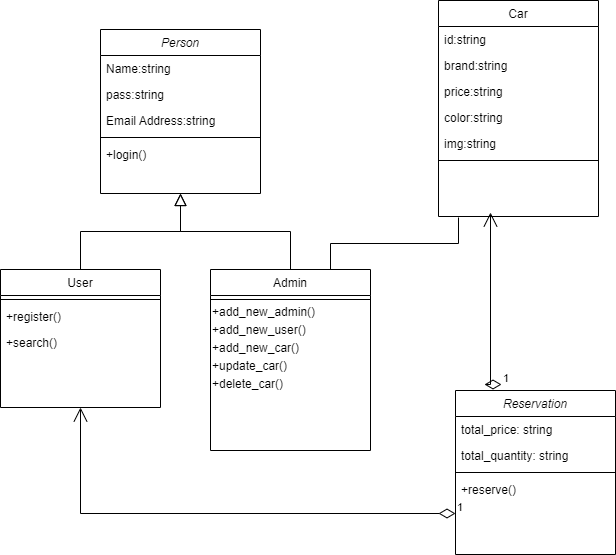 Person
Name:string
pass:string
Email Address:string
+login()
Car
id:string
brand:string
price:string
color:string
img:string
User
+register()
+search()
Admin
+add_new_admin()
+add_new_user()
+add_new_car()
+update_car()
+delete_car()
1
Reservation
total_price: string
total_quantity: string
+reserve()
1